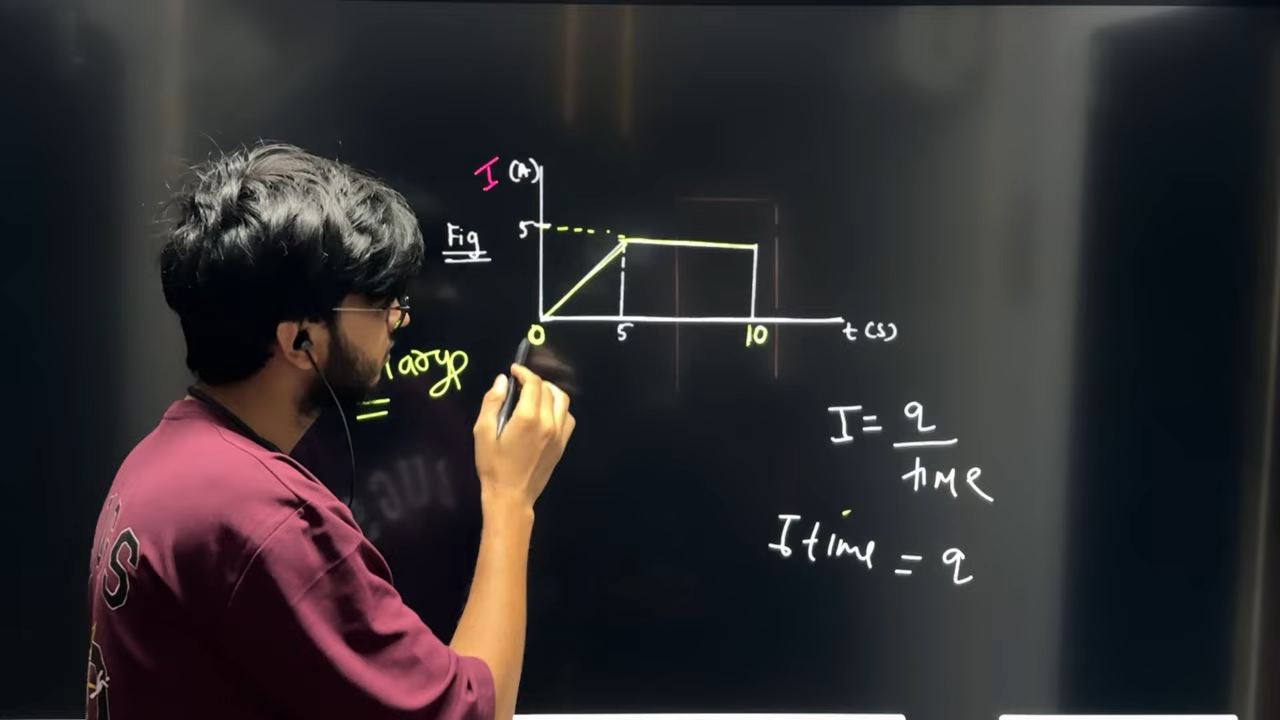 I (A)
Fig
5
0
5
10
t (s)
I = q
time
I time = q